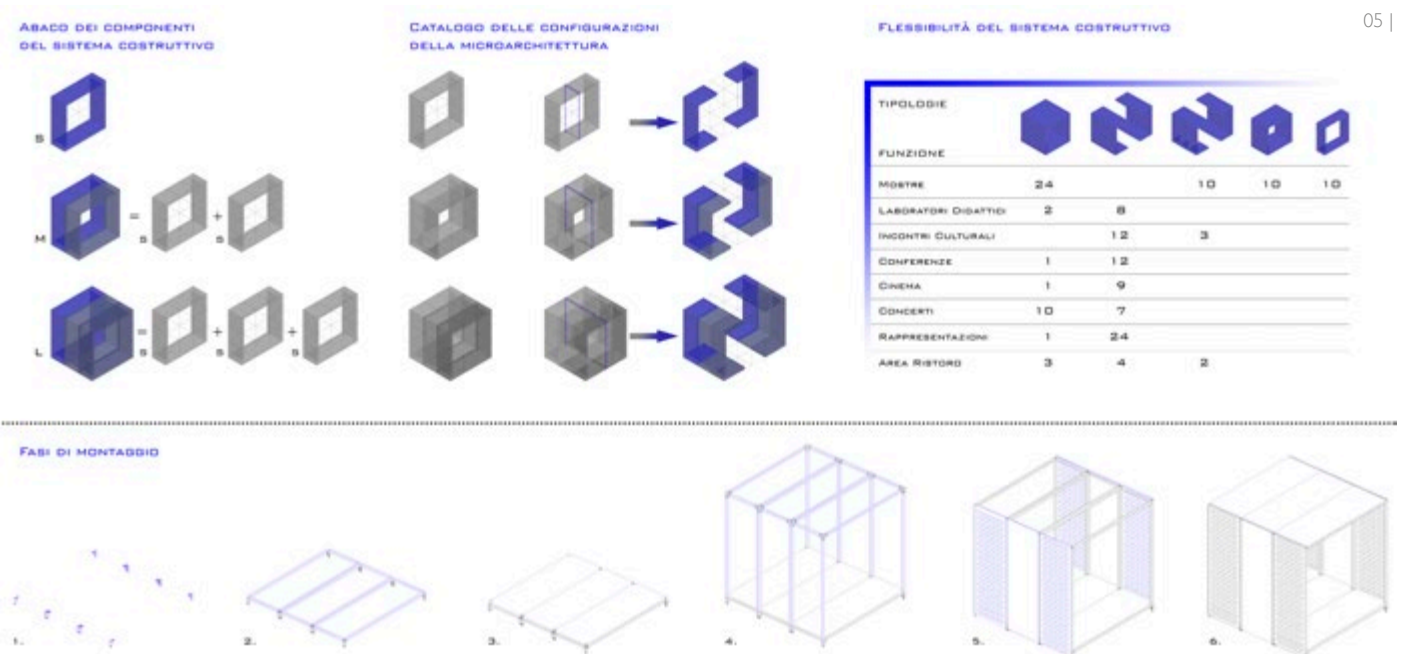 05 |
ABACO DEI COMPONENTI
DEL SISTEMA COSTRUTTIVO
S
M = S + S
L = S + S + S
CATALOGO DELLE CONFIGURAZIONI
DELLA MICROARCHITETTURA
FLESSIBILITÀ DEL SISTEMA COSTRUTTIVO
TIPOLOGIE
FUNZIONE
MOSTRE 24 10 10 10
LABORATORI DIDATTICI 2 8
INCONTRI CULTURALI 12 3
CONFERENZE 1 12
CINEMA 1 9
CONCERTI 10 7
RAPPRESENTAZIONI 1 24
AREA RISTORO 3 4 2
FASI DI MONTAGGIO
1. 2. 3. 4. 5. 6.